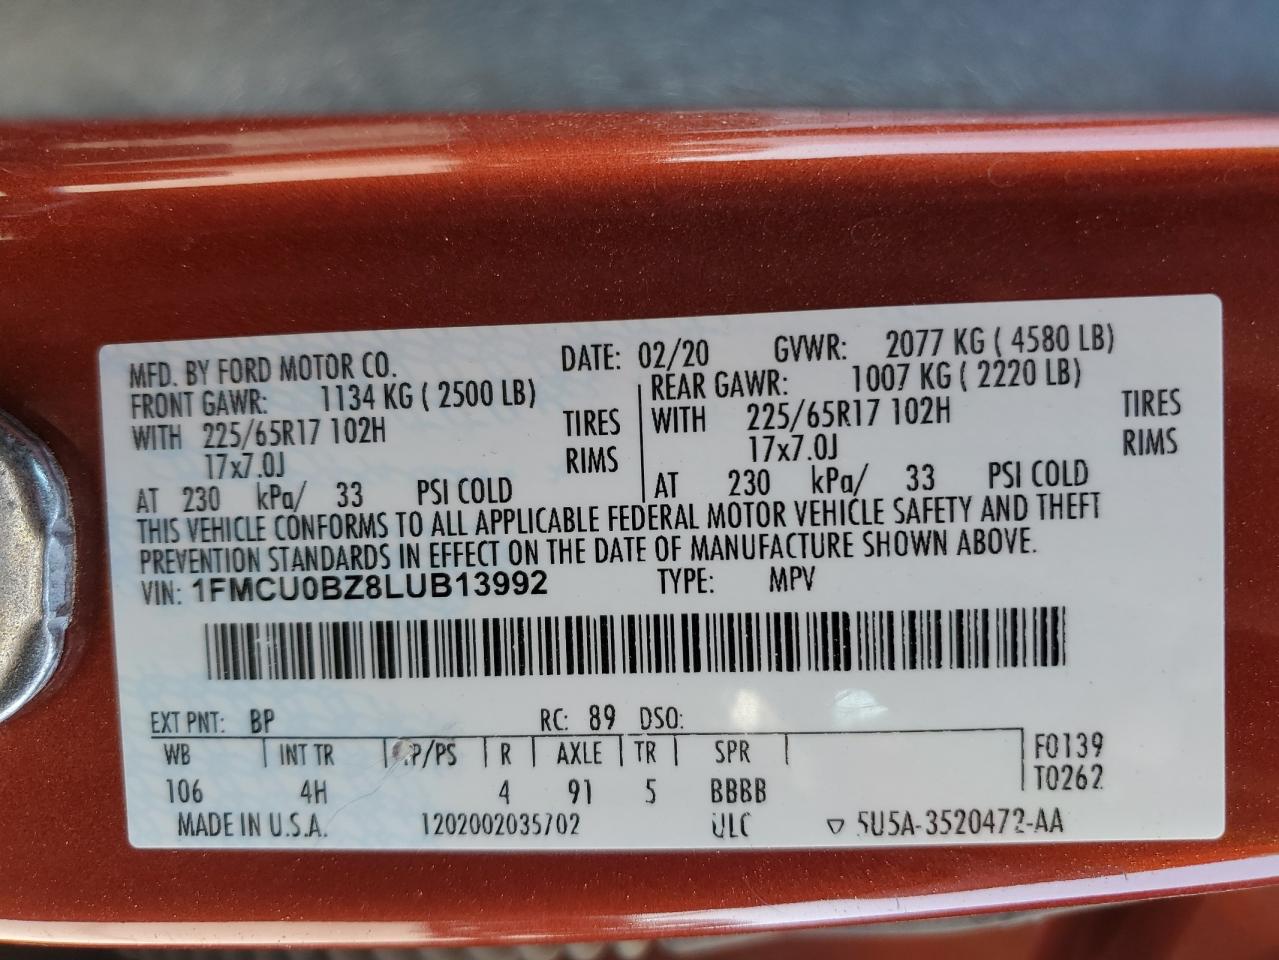 MFD. BY FORD MOTOR CO. DATE: 02/20 GVWR: 2077 KG ( 4580 LB)
FRONT GAWR: 1134 KG ( 2500 LB) REAR GAWR: 1007 KG ( 2220 LB)
WITH 225/65R17 102H TIRES WITH 225/65R17 102H TIRES
17x7.0J RIMS 17x7.0J RIMS
AT 230 kPa/ 33 PSI COLD AT 230 kPa/ 33 PSI COLD
THIS VEHICLE CONFORMS TO ALL APPLICABLE FEDERAL MOTOR VEHICLE SAFETY AND THEFT
PREVENTION STANDARDS IN EFFECT ON THE DATE OF MANUFACTURE SHOWN ABOVE.
VIN: 1FMCU0BZ8LUB13992 TYPE: MPV
EXT PNT: BP RC: 89 DSO:
WB INT TR R AXLE TR SPR F0139
106 4H 4 91 5 BBBB T0262
MADE IN U.S.A. 1202002035702 ULC 5U5A-3520472-AA